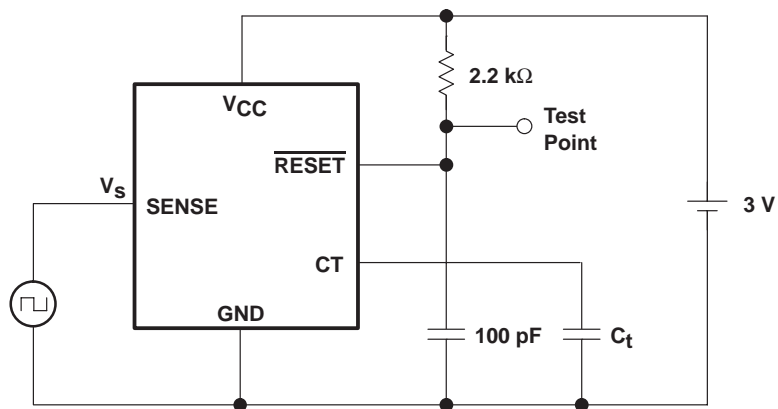 2.2 kΩ
VCC
Test
Point
RESET
Vs
SENSE
3 V
CT
GND
100 pF
Ct